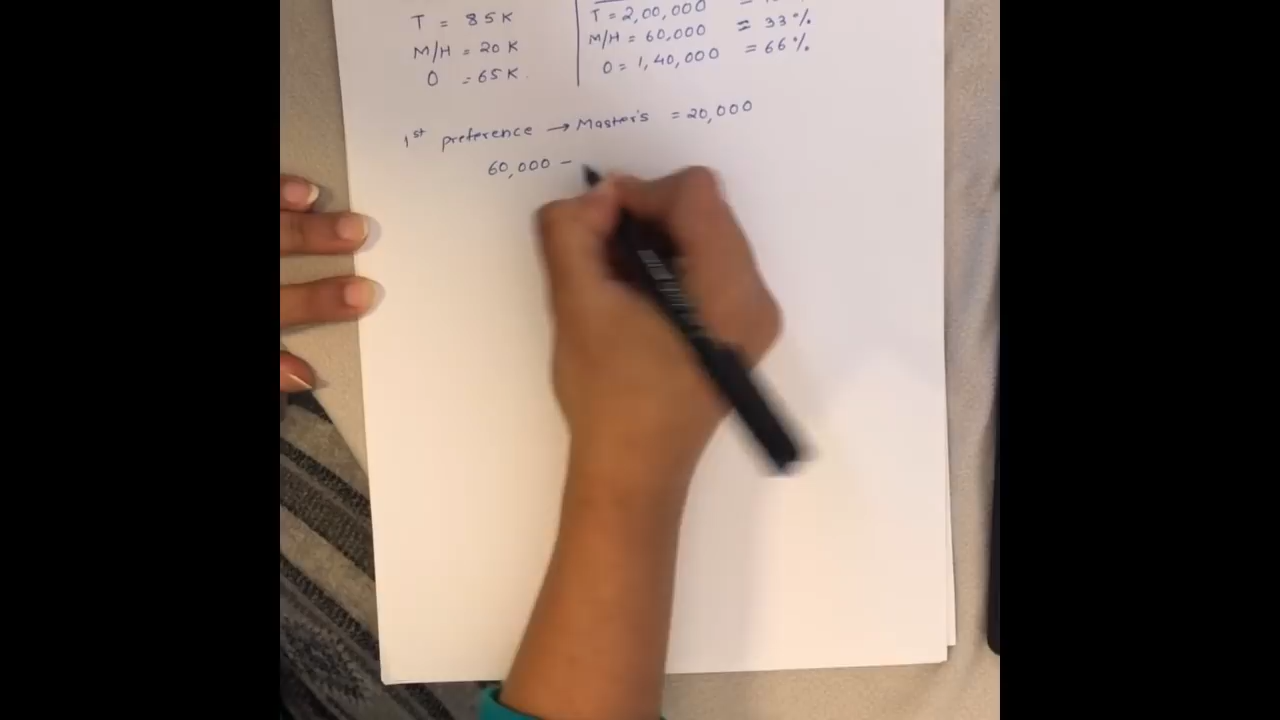 T = 85K
M/H = 20K
O = 65K
T = 2,00,000
M/H = 60,000 = 33%
O = 1,40,000 = 66%
1st preference → Master's = 20,000
60,000 -